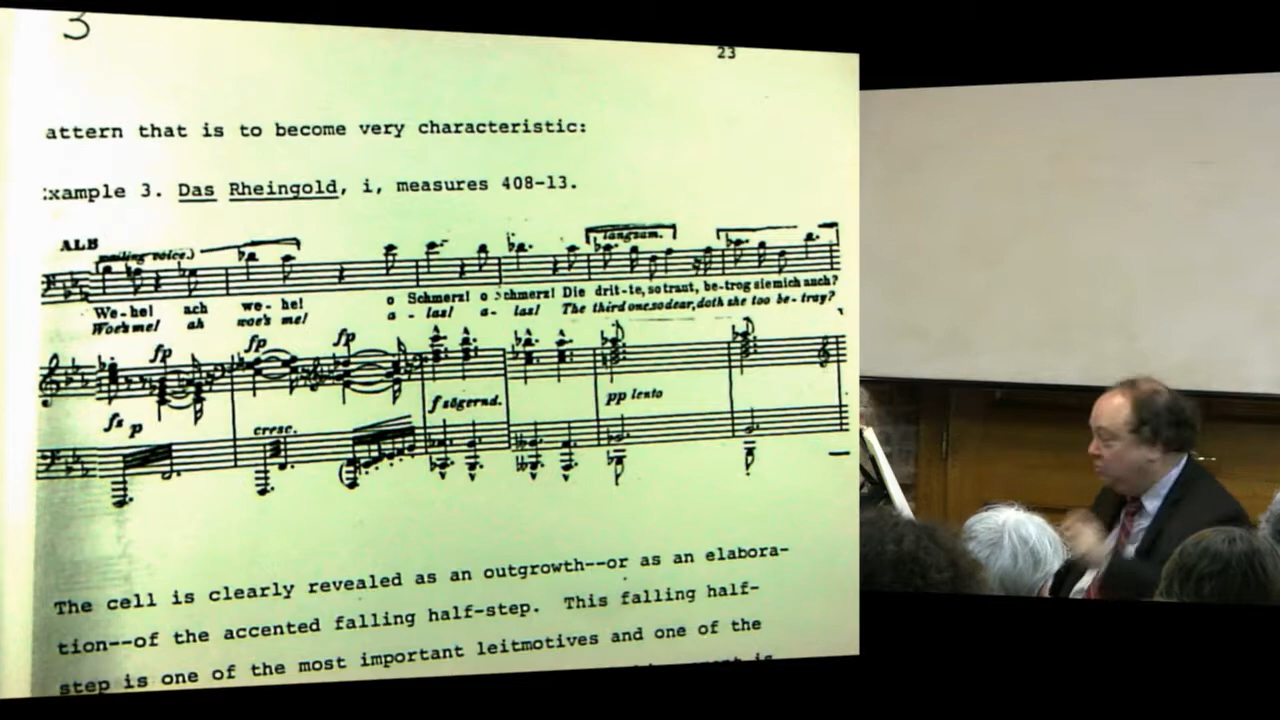 3
23
attern that is to become very characteristic:
xample 3. Das Rheingold, i, measures 408-13.
ALB
wailing voice.)
langsam.
We-he! ach we-he! o Schmerz! o Schmerz! Die drit-te, so traut, be-trog sie mich auch?
Woe's me! ah woe's me! a-las! a-las! The third one, so dear, doth she too be-tray?
fp fp fp
fz p cresc. f zögernd. pp lento
The cell is clearly revealed as an outgrowth--or as an elabora-
tion--of the accented falling half-step. This falling half-
step is one of the most important leitmotives and one of the